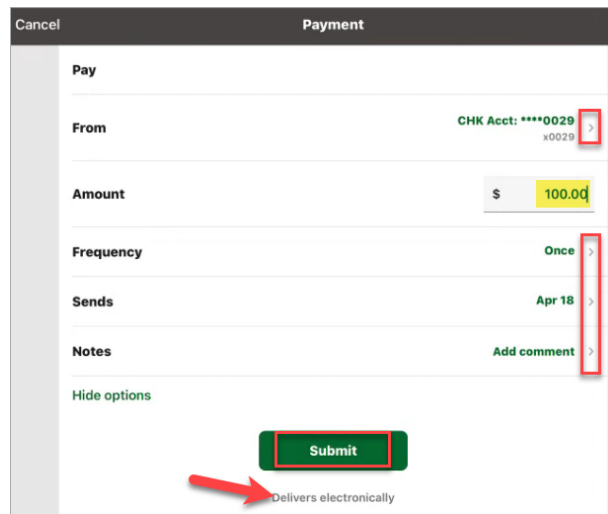 Cancel
Payment
Pay
From
CHK Acct: ****0029
x0029
Amount
$ 100.00
Frequency
Once
Sends
Apr 18
Notes
Add comment
Hide options
Submit
Delivers electronically